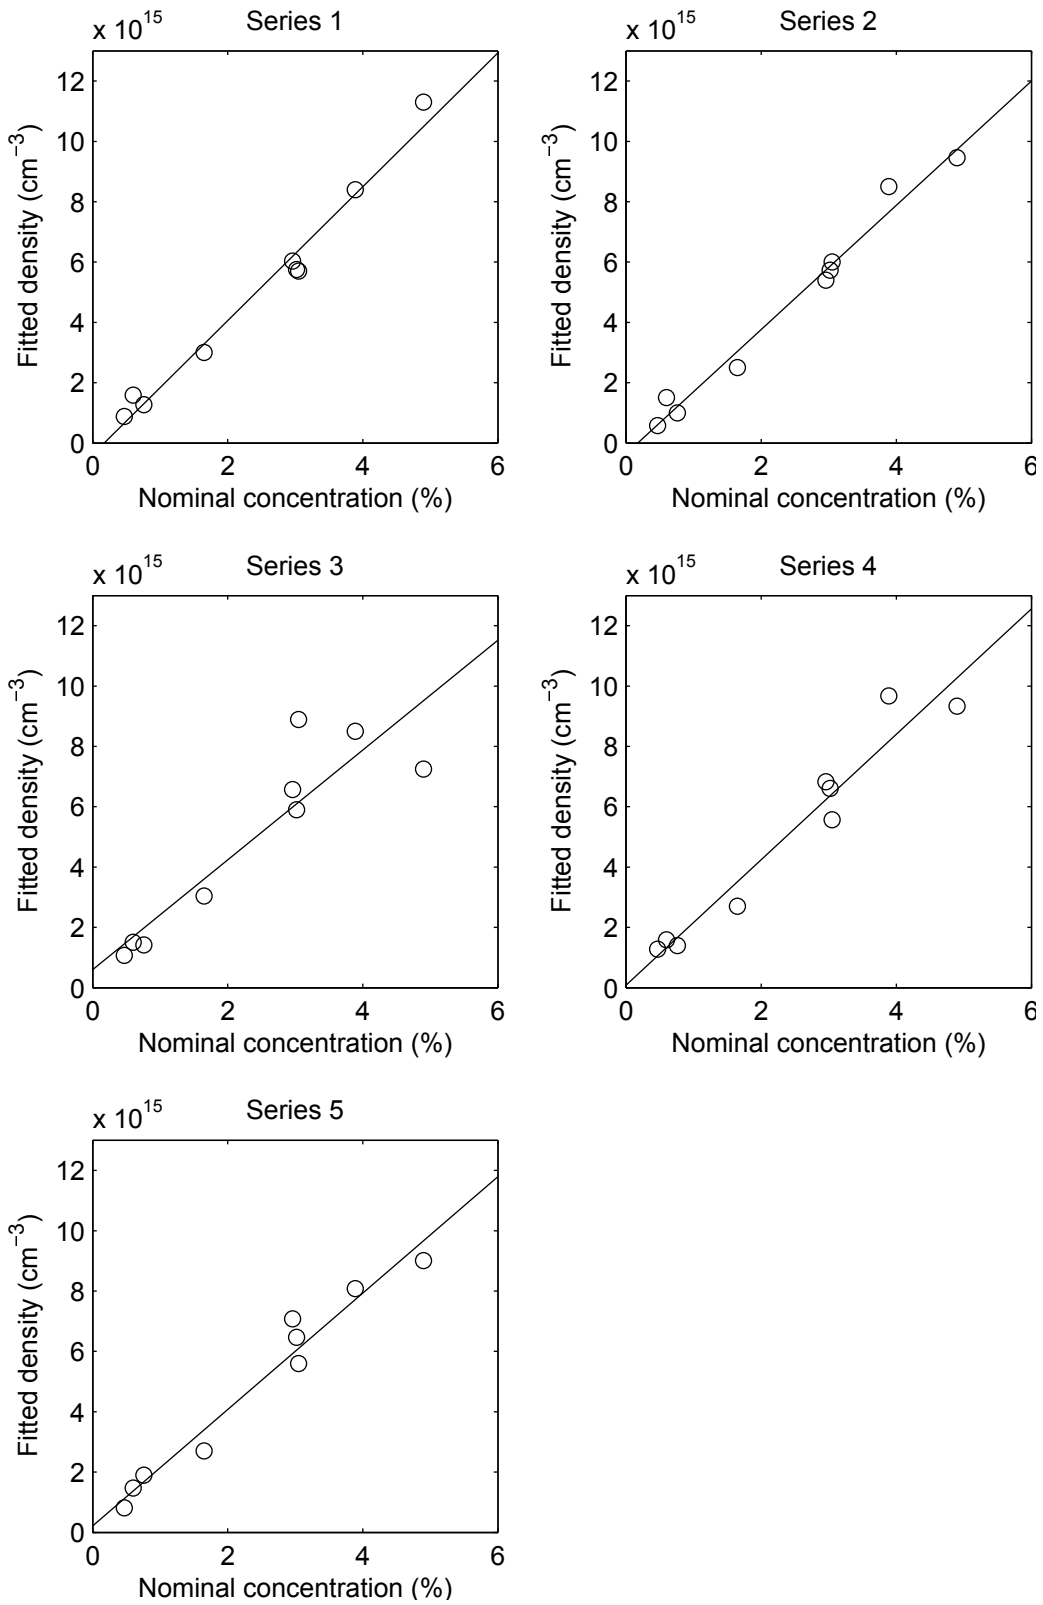 x 10^15 Series 1
12
10
8
6
4
2
0
0 2 4 6
Fitted density (cm^−3)
Nominal concentration (%)
x 10^15 Series 2
12
10
8
6
4
2
0
0 2 4 6
Fitted density (cm^−3)
Nominal concentration (%)
x 10^15 Series 3
12
10
8
6
4
2
0
0 2 4 6
Fitted density (cm^−3)
Nominal concentration (%)
x 10^15 Series 4
12
10
8
6
4
2
0
0 2 4 6
Fitted density (cm^−3)
Nominal concentration (%)
x 10^15 Series 5
12
10
8
6
4
2
0
0 2 4 6
Fitted density (cm^−3)
Nominal concentration (%)